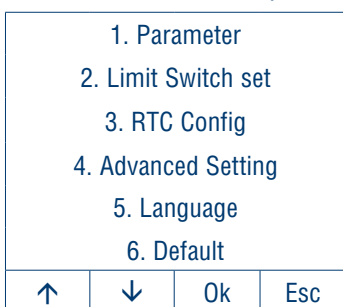 1. Parameter
2. Limit Switch set
3. RTC Config
4. Advanced Setting
5. Language
6. Default
↑ ↓ Ok Esc